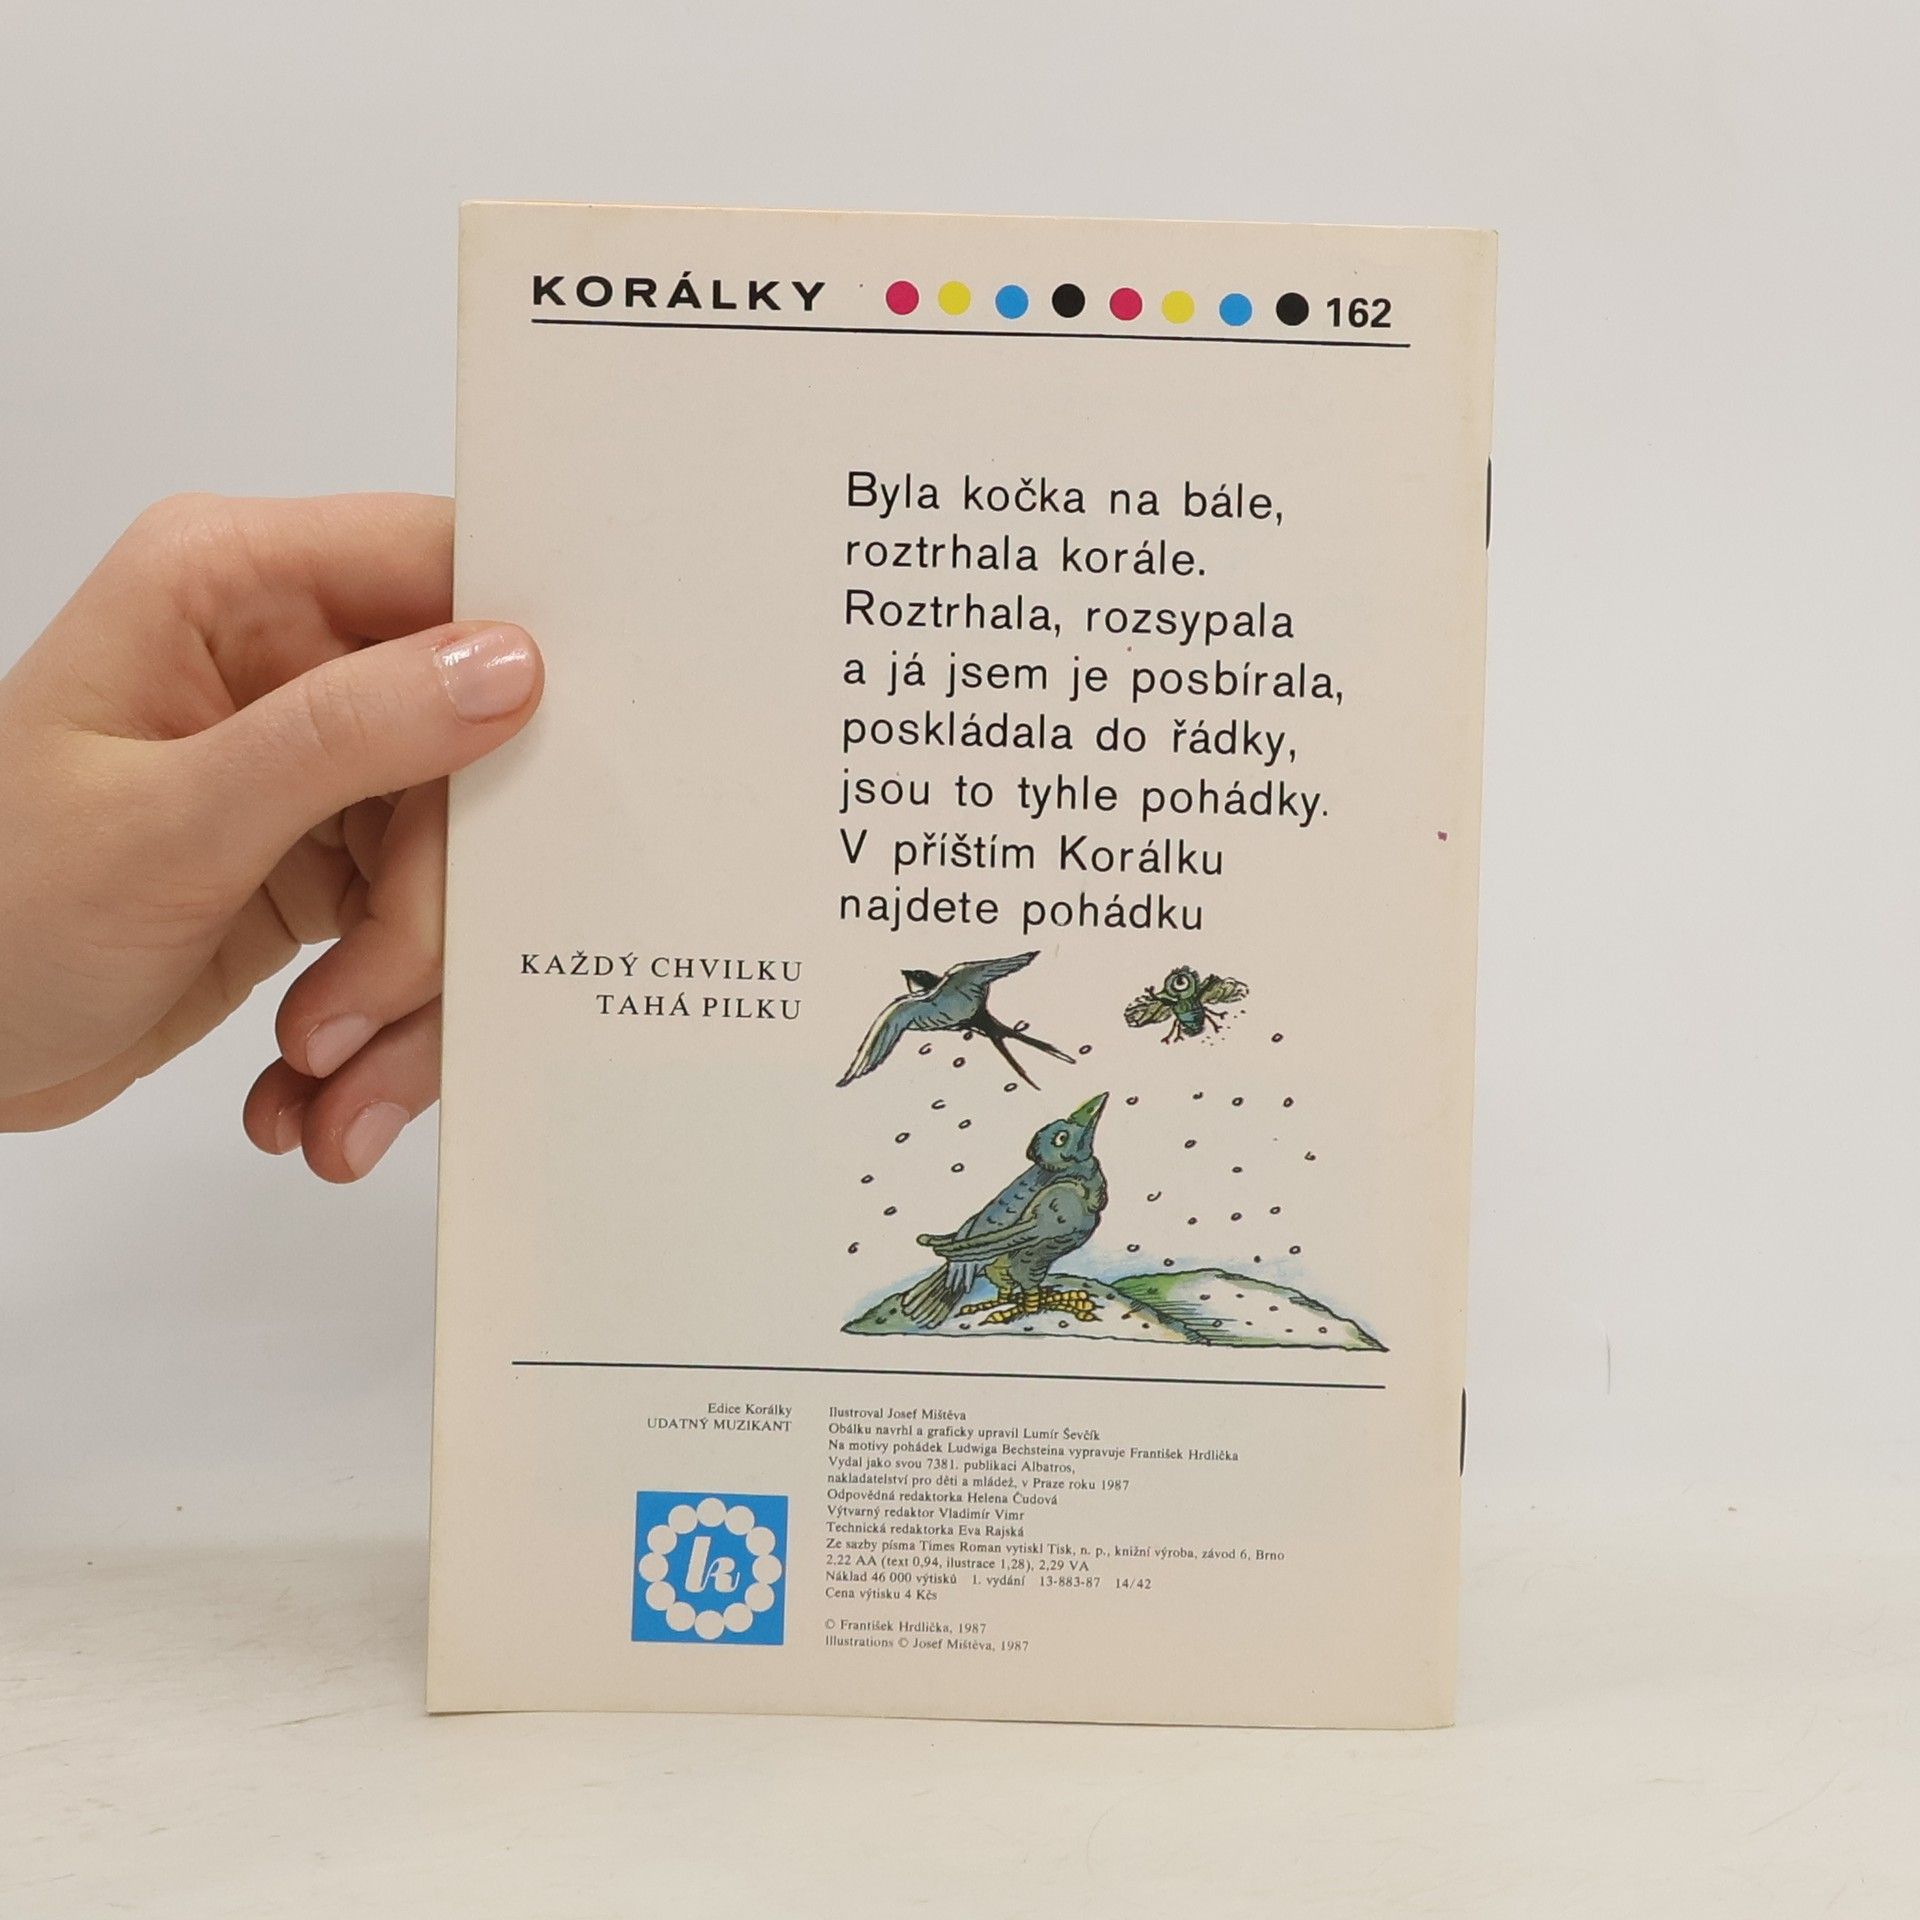 KORÁLKY 162
Byla kočka na bále,
roztrhala korále.
Roztrhala, rozsypala
a já jsem je posbírala,
poskládala do řádky,
jsou to tyhle pohádky.
V příštím Korálku
najdete pohádku
KAŽDÝ CHVILKU
TAHÁ PILKU
Edice Korálky
UDATNÝ MUZIKANT
k
Ilustroval Josef Mištěva
Obálku navrhl a graficky upravil Lumír Ševčík
Na motivy pohádek Ludwiga Bechsteina vypravuje František Hrdlička
Vydal jako svou 7381. publikaci Albatros,
nakladatelství pro děti a mládež, v Praze roku 1987
Odpovědná redaktorka Helena Čudová
Výtvarný redaktor Vladimír Vimr
Technická redaktorka Eva Rajská
Ze sazby písma Times Roman vytiskl Tisk, n. p., knižní výroba, závod 6, Brno
2,22 AA (text 0,94, ilustrace 1,28), 2,29 VA
Náklad 46 000 výtisků 1. vydání 13-883-87 14/42
Cena výtisku 4 Kčs
© František Hrdlička, 1987
Illustrations © Josef Mištěva, 1987